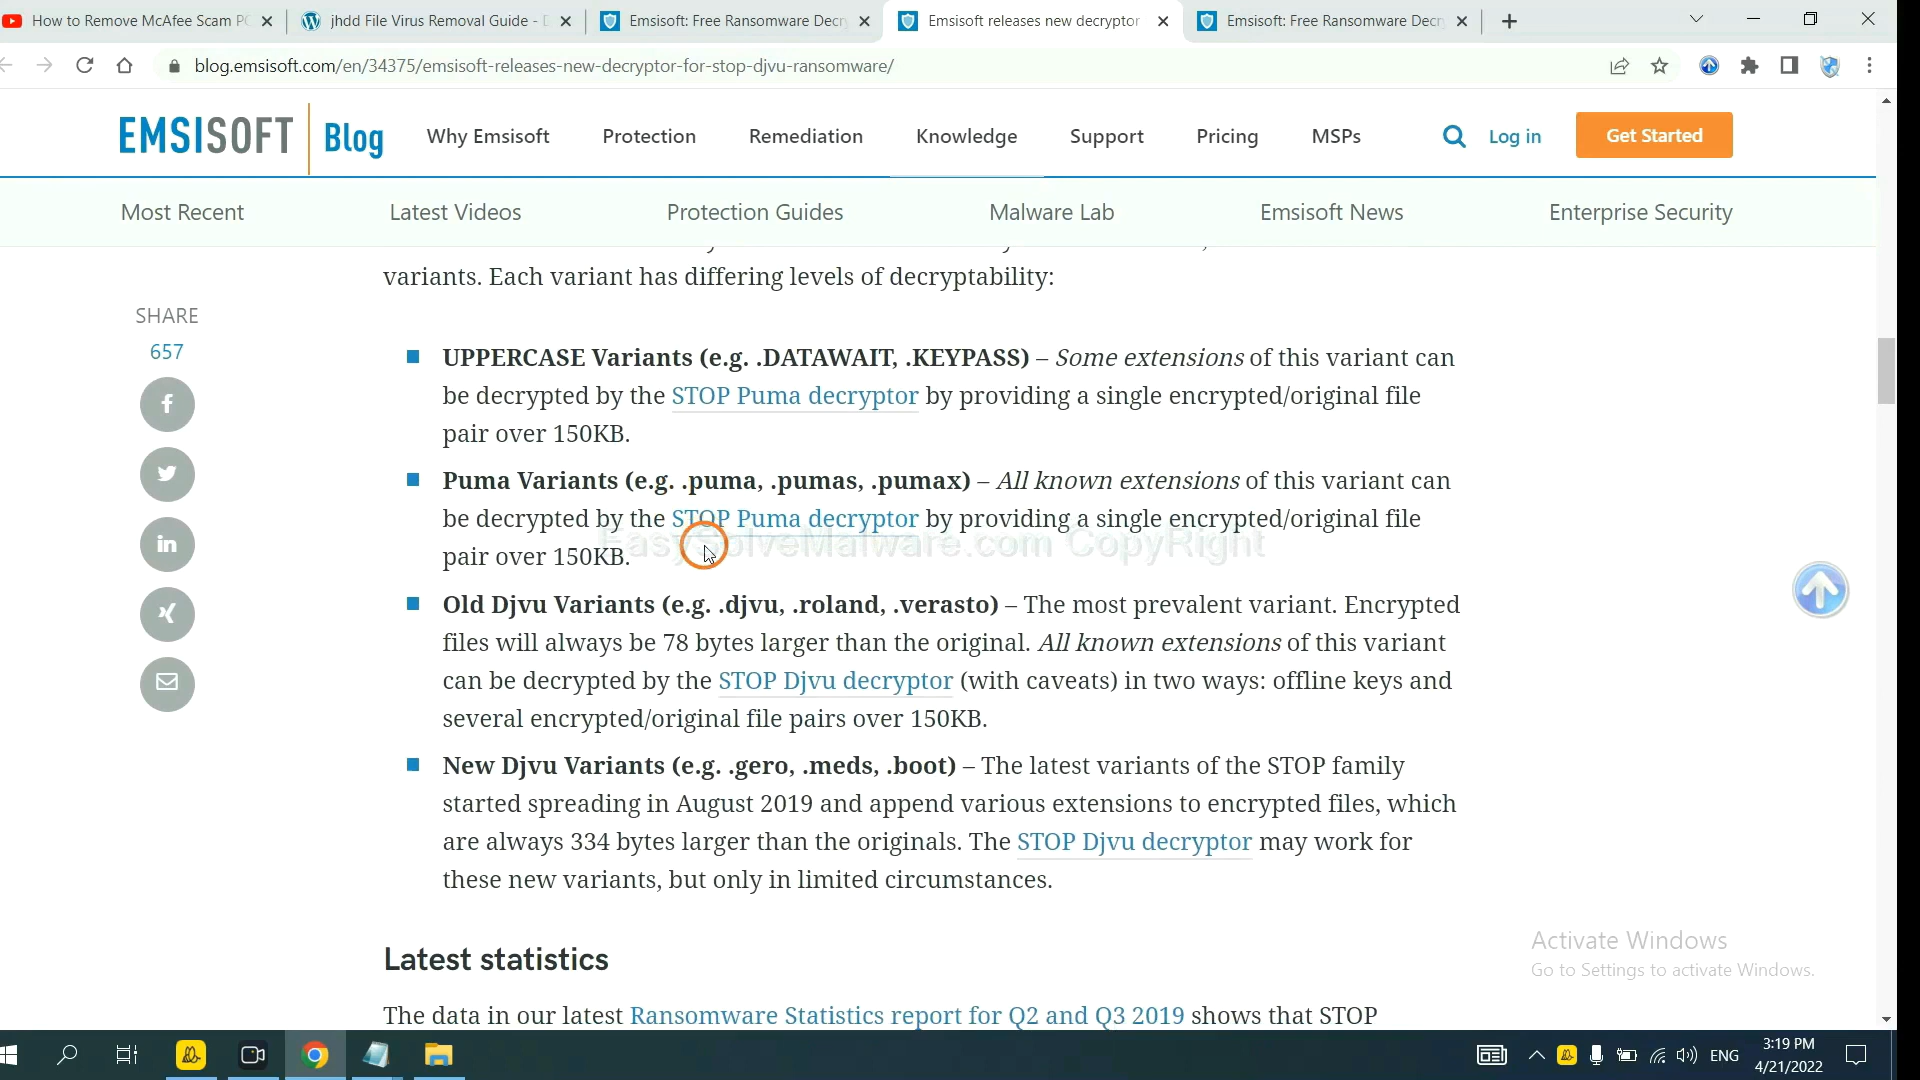 How to Remove McAfee Scam PC
jhdd File Virus Removal Guide - D
Emsisoft: Free Ransomware Decry
Emsisoft releases new decryptor
Emsisoft: Free Ransomware Decry
blog.emsisoft.com/en/34375/emsisoft-releases-new-decryptor-for-stop-djvu-ransomware/
EMSISOFT Blog
Why Emsisoft Protection Remediation Knowledge Support Pricing MSPs
Log in
Get Started
Most Recent Latest Videos Protection Guides Malware Lab Emsisoft News Enterprise Security
variants. Each variant has differing levels of decryptability:
SHARE
657
UPPERCASE Variants (e.g. .DATAWAIT, .KEYPASS) – Some extensions of this variant can
be decrypted by the STOP Puma decryptor by providing a single encrypted/original file
pair over 150KB.
Puma Variants (e.g. .puma, .pumas, .pumax) – All known extensions of this variant can
be decrypted by the STOP Puma decryptor by providing a single encrypted/original file
EasySolveMalware.com CopyRight
pair over 150KB.
Old Djvu Variants (e.g. .djvu, .roland, .verasto) – The most prevalent variant. Encrypted
files will always be 78 bytes larger than the original. All known extensions of this variant
can be decrypted by the STOP Djvu decryptor (with caveats) in two ways: offline keys and
several encrypted/original file pairs over 150KB.
New Djvu Variants (e.g. .gero, .meds, .boot) – The latest variants of the STOP family
started spreading in August 2019 and append various extensions to encrypted files, which
are always 334 bytes larger than the originals. The STOP Djvu decryptor may work for
these new variants, but only in limited circumstances.
Latest statistics
The data in our latest Ransomware Statistics report for Q2 and Q3 2019 shows that STOP
Activate Windows
Go to Settings to activate Windows.
ENG
3:19 PM
4/21/2022